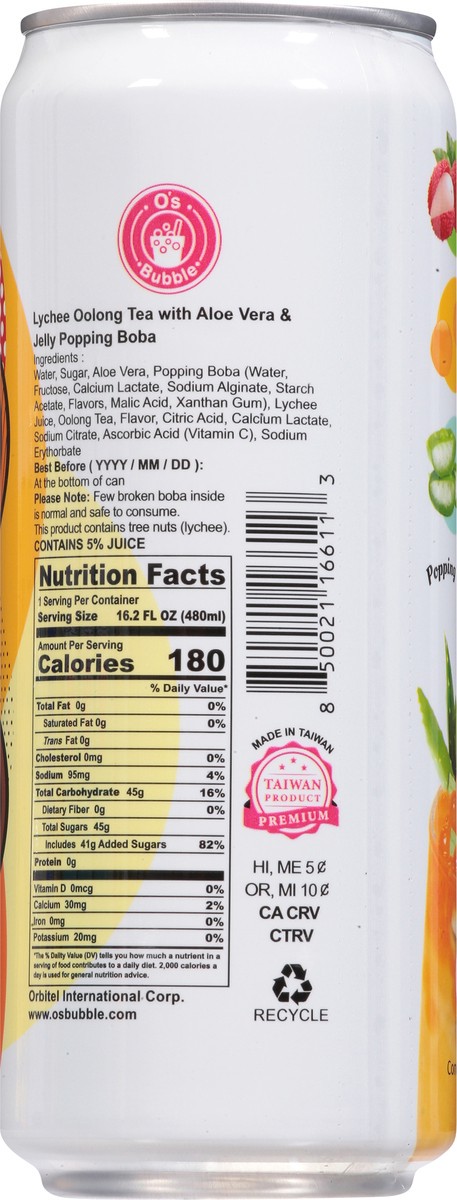 O's
Bubble
Lychee Oolong Tea with Aloe Vera &
Jelly Popping Boba
Ingredients :
Water, Sugar, Aloe Vera, Popping Boba (Water,
Fructose, Calcium Lactate, Sodium Alginate, Starch
Acetate, Flavors, Malic Acid, Xanthan Gum), Lychee
Juice, Oolong Tea, Flavor, Citric Acid, Calcium Lactate,
Sodium Citrate, Ascorbic Acid (Vitamin C), Sodium
Erythorbate
Best Before ( YYYY / MM / DD ):
At the bottom of can
Please Note: Few broken boba inside
is normal and safe to consume.
This product contains tree nuts (lychee).
CONTAINS 5% JUICE
Nutrition Facts
1 Serving Per Container
Serving Size 16.2 FL OZ (480ml)
Amount Per Serving
Calories 180
% Daily Value*
Total Fat 0g 0%
Saturated Fat 0g 0%
Trans Fat 0g
Cholesterol 0mg 0%
Sodium 95mg 4%
Total Carbohydrate 45g 16%
Dietary Fiber 0g 0%
Total Sugars 45g
Includes 41g Added Sugars 82%
Protein 0g
Vitamin D 0mcg 0%
Calcium 30mg 2%
Iron 0mg 0%
Potassium 20mg 0%
*The % Daily Value (DV) tells you how much a nutrient in a
serving of food contributes to a daily diet. 2,000 calories a
day is used for general nutrition advice.
Orbitel International Corp.
www.osbubble.com
8 50021 16611 3
MADE IN TAIWAN
TAIWAN
PRODUCT
PREMIUM
HI, ME 5¢
OR, MI 10¢
CA CRV
CTRV
RECYCLE
Popping